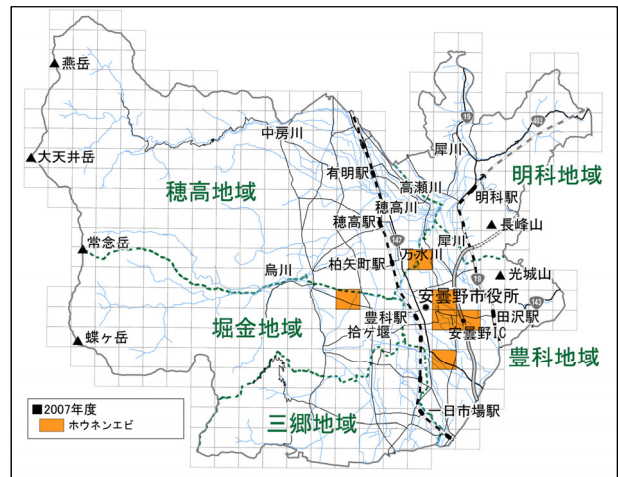 燕岳
19
403
中房川
犀川
大天井岳
明科地域
有明駅
高瀬川
穂高地域
明科駅
穂高川
穂高駅
長峰山
犀川
147
常念岳
万水川
柏矢町駅
烏川
光城山
19
安曇野市役所
143
豊科駅
田沢駅
堀金地域
拾ヶ堰
安曇野IC
蝶ヶ岳
豊科地域
2007年度
一日市場駅
ホウネンエビ
三郷地域